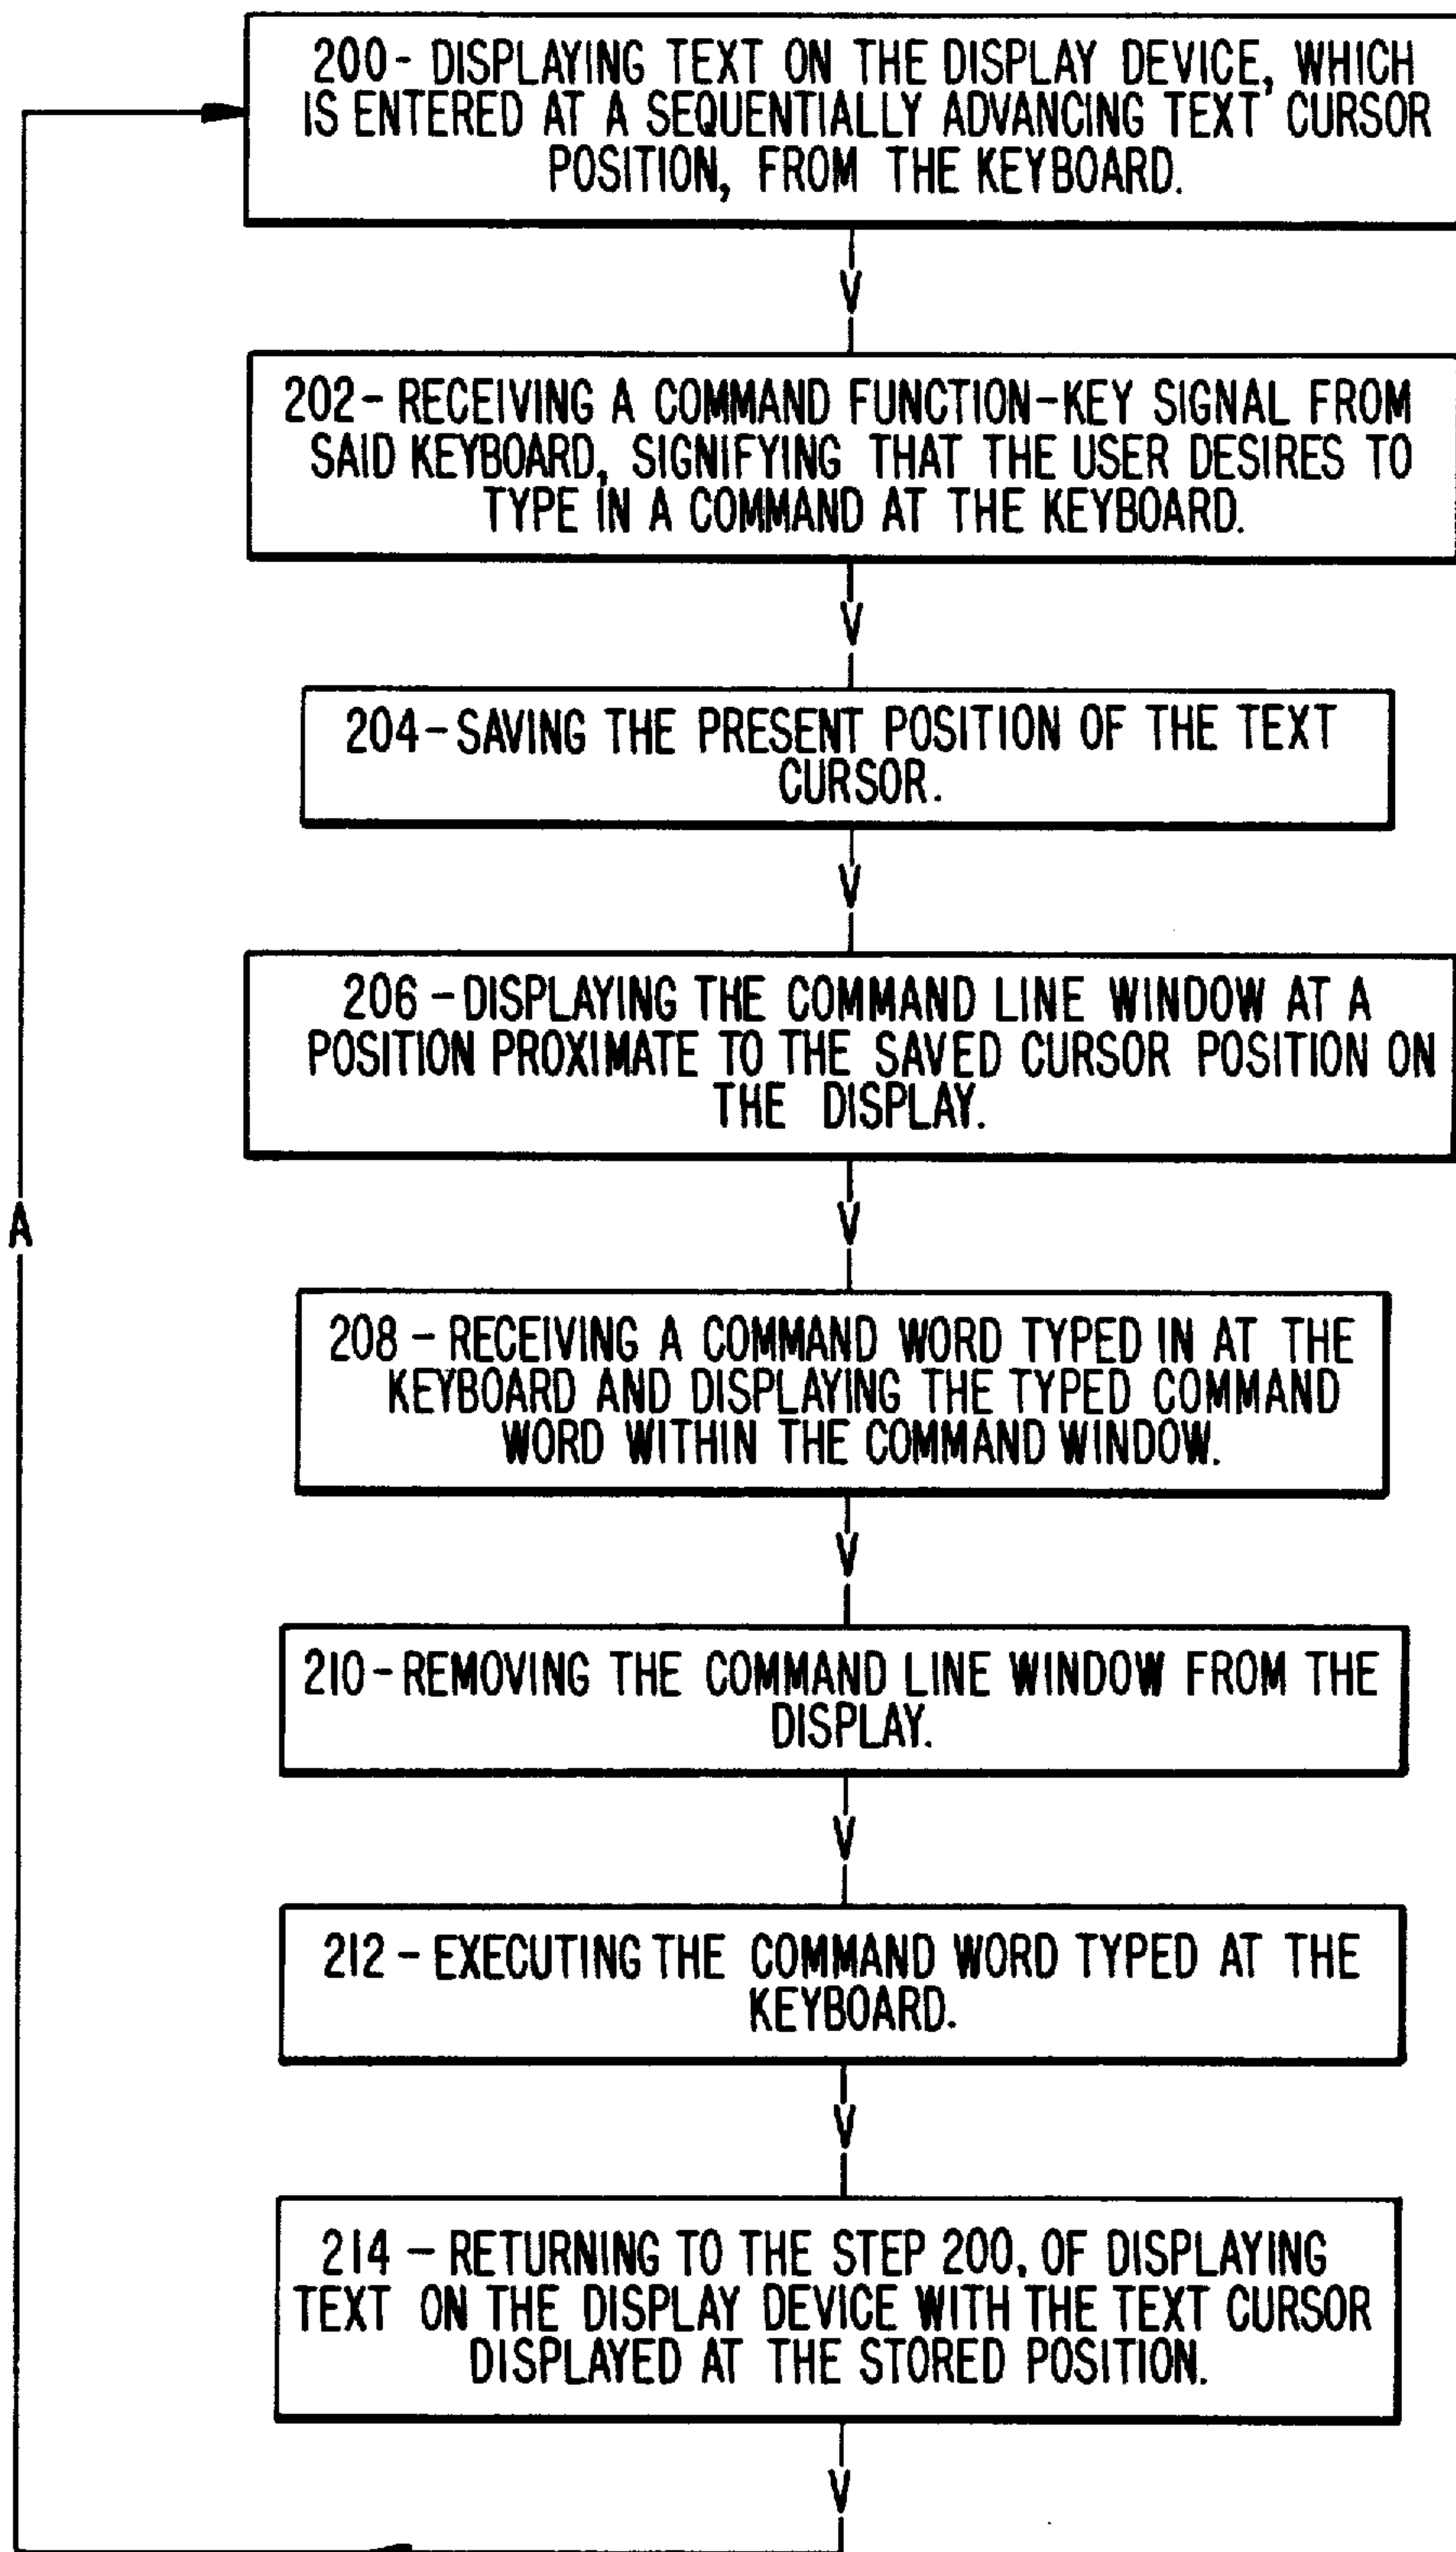 200- DISPLAYING TEXT ON THE DISPLAY DEVICE, WHICH
IS ENTERED AT A SEQUENTIALLY ADVANCING TEXT CURSOR
POSITION, FROM THE KEYBOARD.
202- RECEIVING A COMMAND FUNCTION-KEY SIGNAL FROM
SAID KEYBOARD, SIGNIFYING THAT THE USER DESIRES TO
TYPE IN A COMMAND AT THE KEYBOARD.
204-SAVING THE PRESENT POSITION OF THE TEXT
CURSOR.
206-DISPLAYING THE COMMAND LINE WINDOW AT A
POSITION PROXIMATE TO THE SAVED CURSOR POSITION ON
THE DISPLAY.
208 - RECEIVING A COMMAND WORD TYPED IN AT THE
KEYBOARD AND DISPLAYING THE TYPED COMMAND
WORD WITHIN THE COMMAND WINDOW.
210-REMOVING THE COMMAND LINE WINDOW FROM THE
DISPLAY.
212 - EXECUTING THE COMMAND WORD TYPED AT THE
KEYBOARD.
214 - RETURNING TO THE STEP 200, OF DISPLAYING
TEXT ON THE DISPLAY DEVICE WITH THE TEXT CURSOR
DISPLAYED AT THE STORED POSITION.